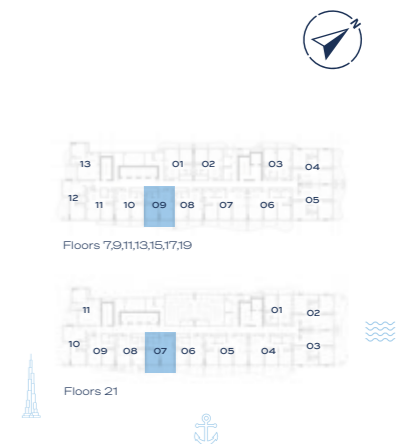 N
13 01 02 03 04
12 11 10 09 08 07 06 05
Floors 7,9,11,13,15,17,19
11 01 02
10 09 08 07 06 05 04 03
Floors 21